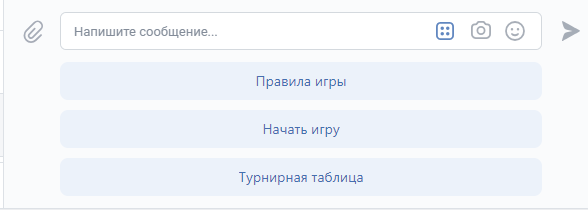 Напишите сообщение...
Правила игры
Начать игру
Турнирная таблица